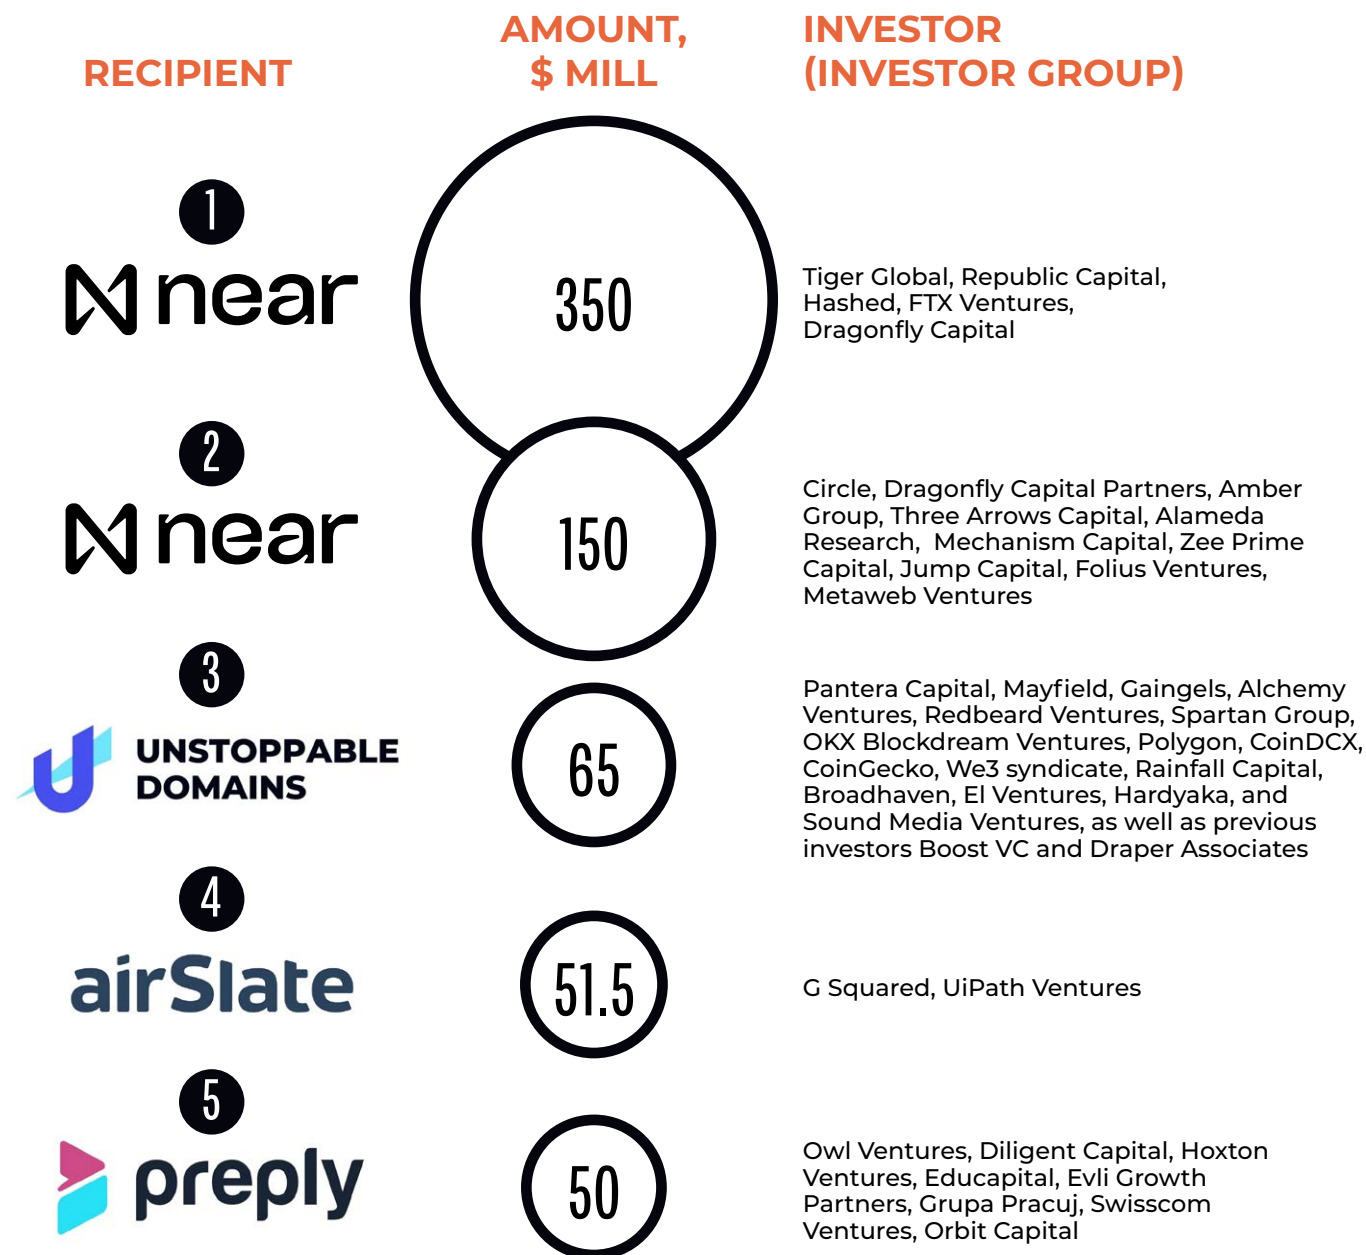 RECIPIENT
AMOUNT,
$ MILL
INVESTOR
(INVESTOR GROUP)
1
near
350
Tiger Global, Republic Capital,
Hashed, FTX Ventures,
Dragonfly Capital
2
near
150
Circle, Dragonfly Capital Partners, Amber
Group, Three Arrows Capital, Alameda
Research,  Mechanism Capital, Zee Prime
Capital, Jump Capital, Folius Ventures,
Metaweb Ventures
3
UNSTOPPABLE
DOMAINS
65
Pantera Capital, Mayfield, Gaingels, Alchemy
Ventures, Redbeard Ventures, Spartan Group,
OKX Blockdream Ventures, Polygon, CoinDCX,
CoinGecko, We3 syndicate, Rainfall Capital,
Broadhaven, El Ventures, Hardyaka, and
Sound Media Ventures, as well as previous
investors Boost VC and Draper Associates
4
airSlate
51.5
G Squared, UiPath Ventures
5
preply
50
Owl Ventures, Diligent Capital, Hoxton
Ventures, Educapital, Evli Growth
Partners, Grupa Pracuj, Swisscom
Ventures, Orbit Capital